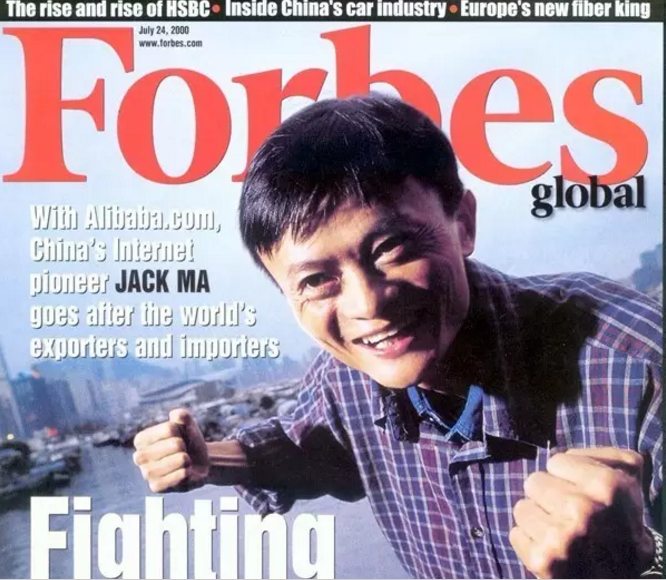 The rise and rise of HSBC • Inside China's car industry • Europe's new fiber king
July 24, 2000
www.forbes.com
Forbes
global
With Alibaba.com,
China's Internet
pioneer JACK MA
goes after the world's
exporters and importers
Fighting